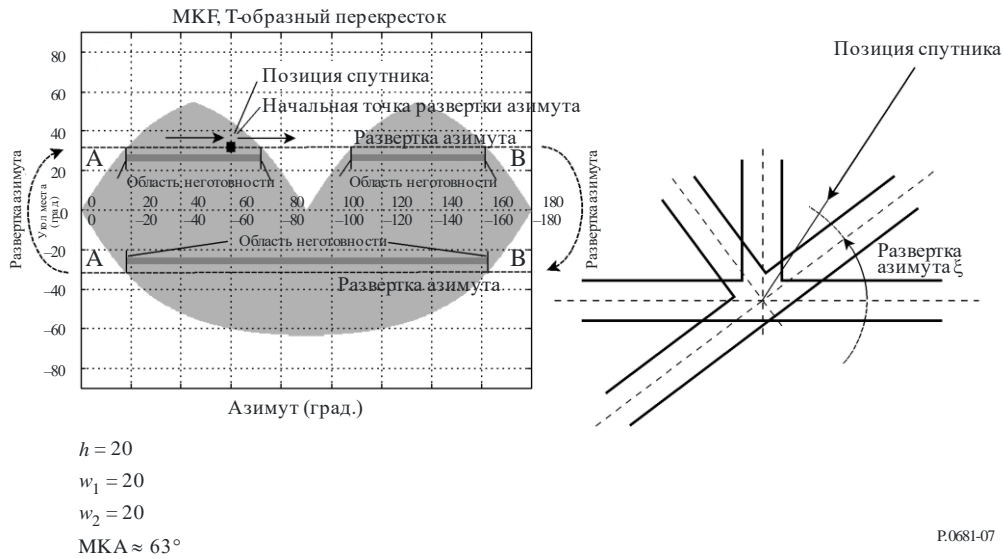 MKF, Т-образный перекресток
80
60
40
20
0
–20
–40
–60
–80
Развертка азимута
Угол места
(град.)
Позиция спутника
Начальная точка развертки азимута
Развертка азимута
A
B
Область неготовности
Область неготовности
0 20 40 60 80 100 120 140 160 180
0 –20 –40 –60 –80 –100 –120 –140 –160 –180
Область неготовности
A
B
Развертка азимута
Развертка азимута
Азимут (град.)
Позиция спутника
Развертка
азимута ξ
h = 20
w1 = 20
w2 = 20
MKA ≈ 63°
P.0681-07